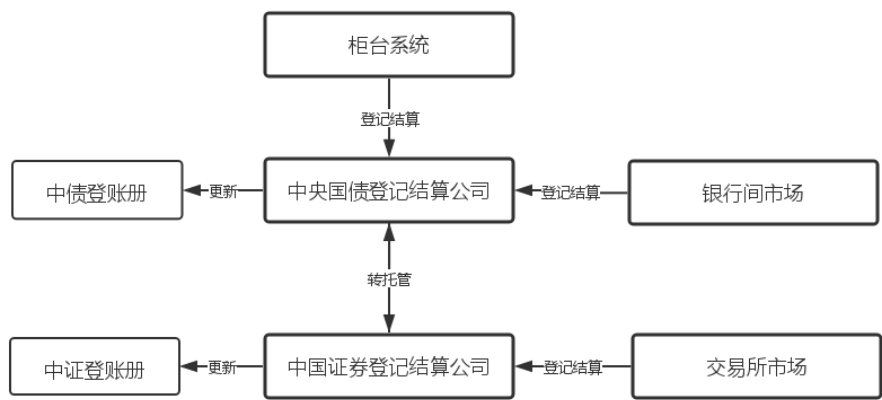 柜台系统
登记结算
中债登账册
更新
中央国债登记结算公司
登记结算
银行间市场
转托管
中证登账册
更新
中国证券登记结算公司
登记结算
交易所市场